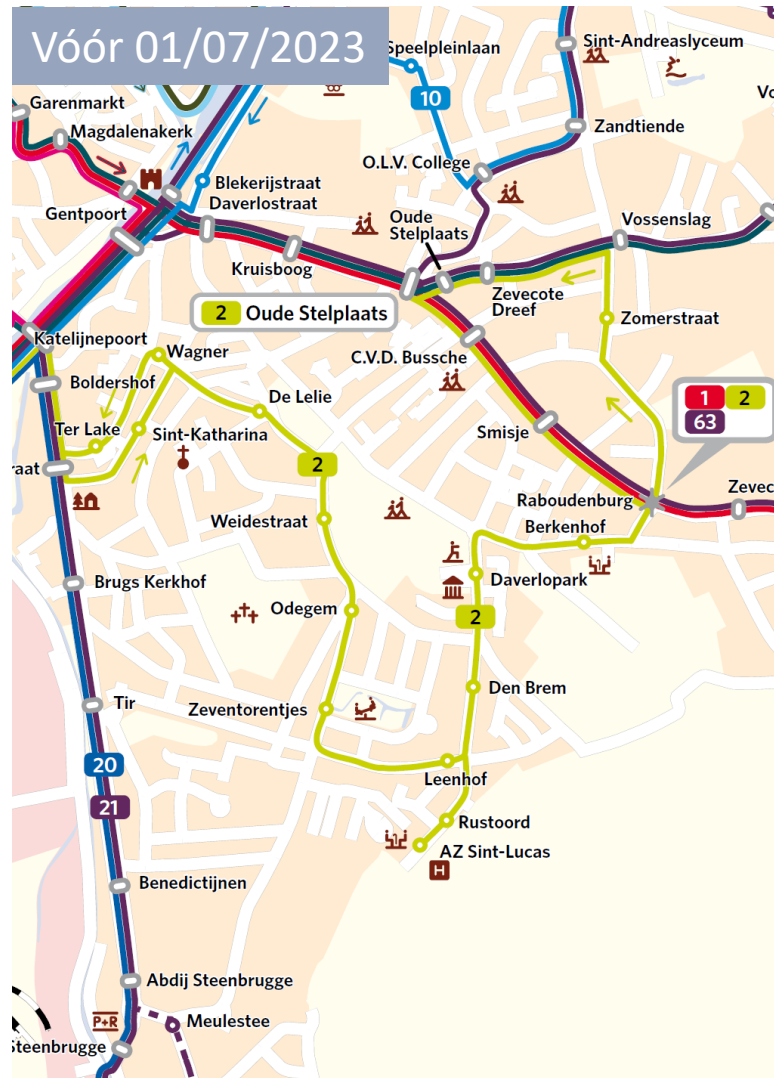 Vóór 01/07/2023
Speelpleinlaan
Sint-Andreaslyceum
10
Garenmarkt
Magdalenakerk
Zandtiende
O.L.V. College
Blekerijstraat
Daverlostraat
Gentpoort
Oude
Stelplaats
Vossenslag
Kruisboog
2 Oude Stelplaats
Zevecote
Dreef
Zomerstraat
Katelijnepoort
Wagner
C.V.D. Bussche
Boldershof
De Lelie
1 2
63
Ter Lake
Sint-Katharina
Smisje
raat
2
Raboudenburg
Zevec
Weidestraat
Berkenhof
Brugs Kerkhof
Daverlopark
Odegem
2
Den Brem
Tir
Zeventorentjes
20
Leenhof
21
Rustoord
AZ Sint-Lucas
H
Benedictijnen
Abdij Steenbrugge
P+R
Meulestee
Steenbrugge